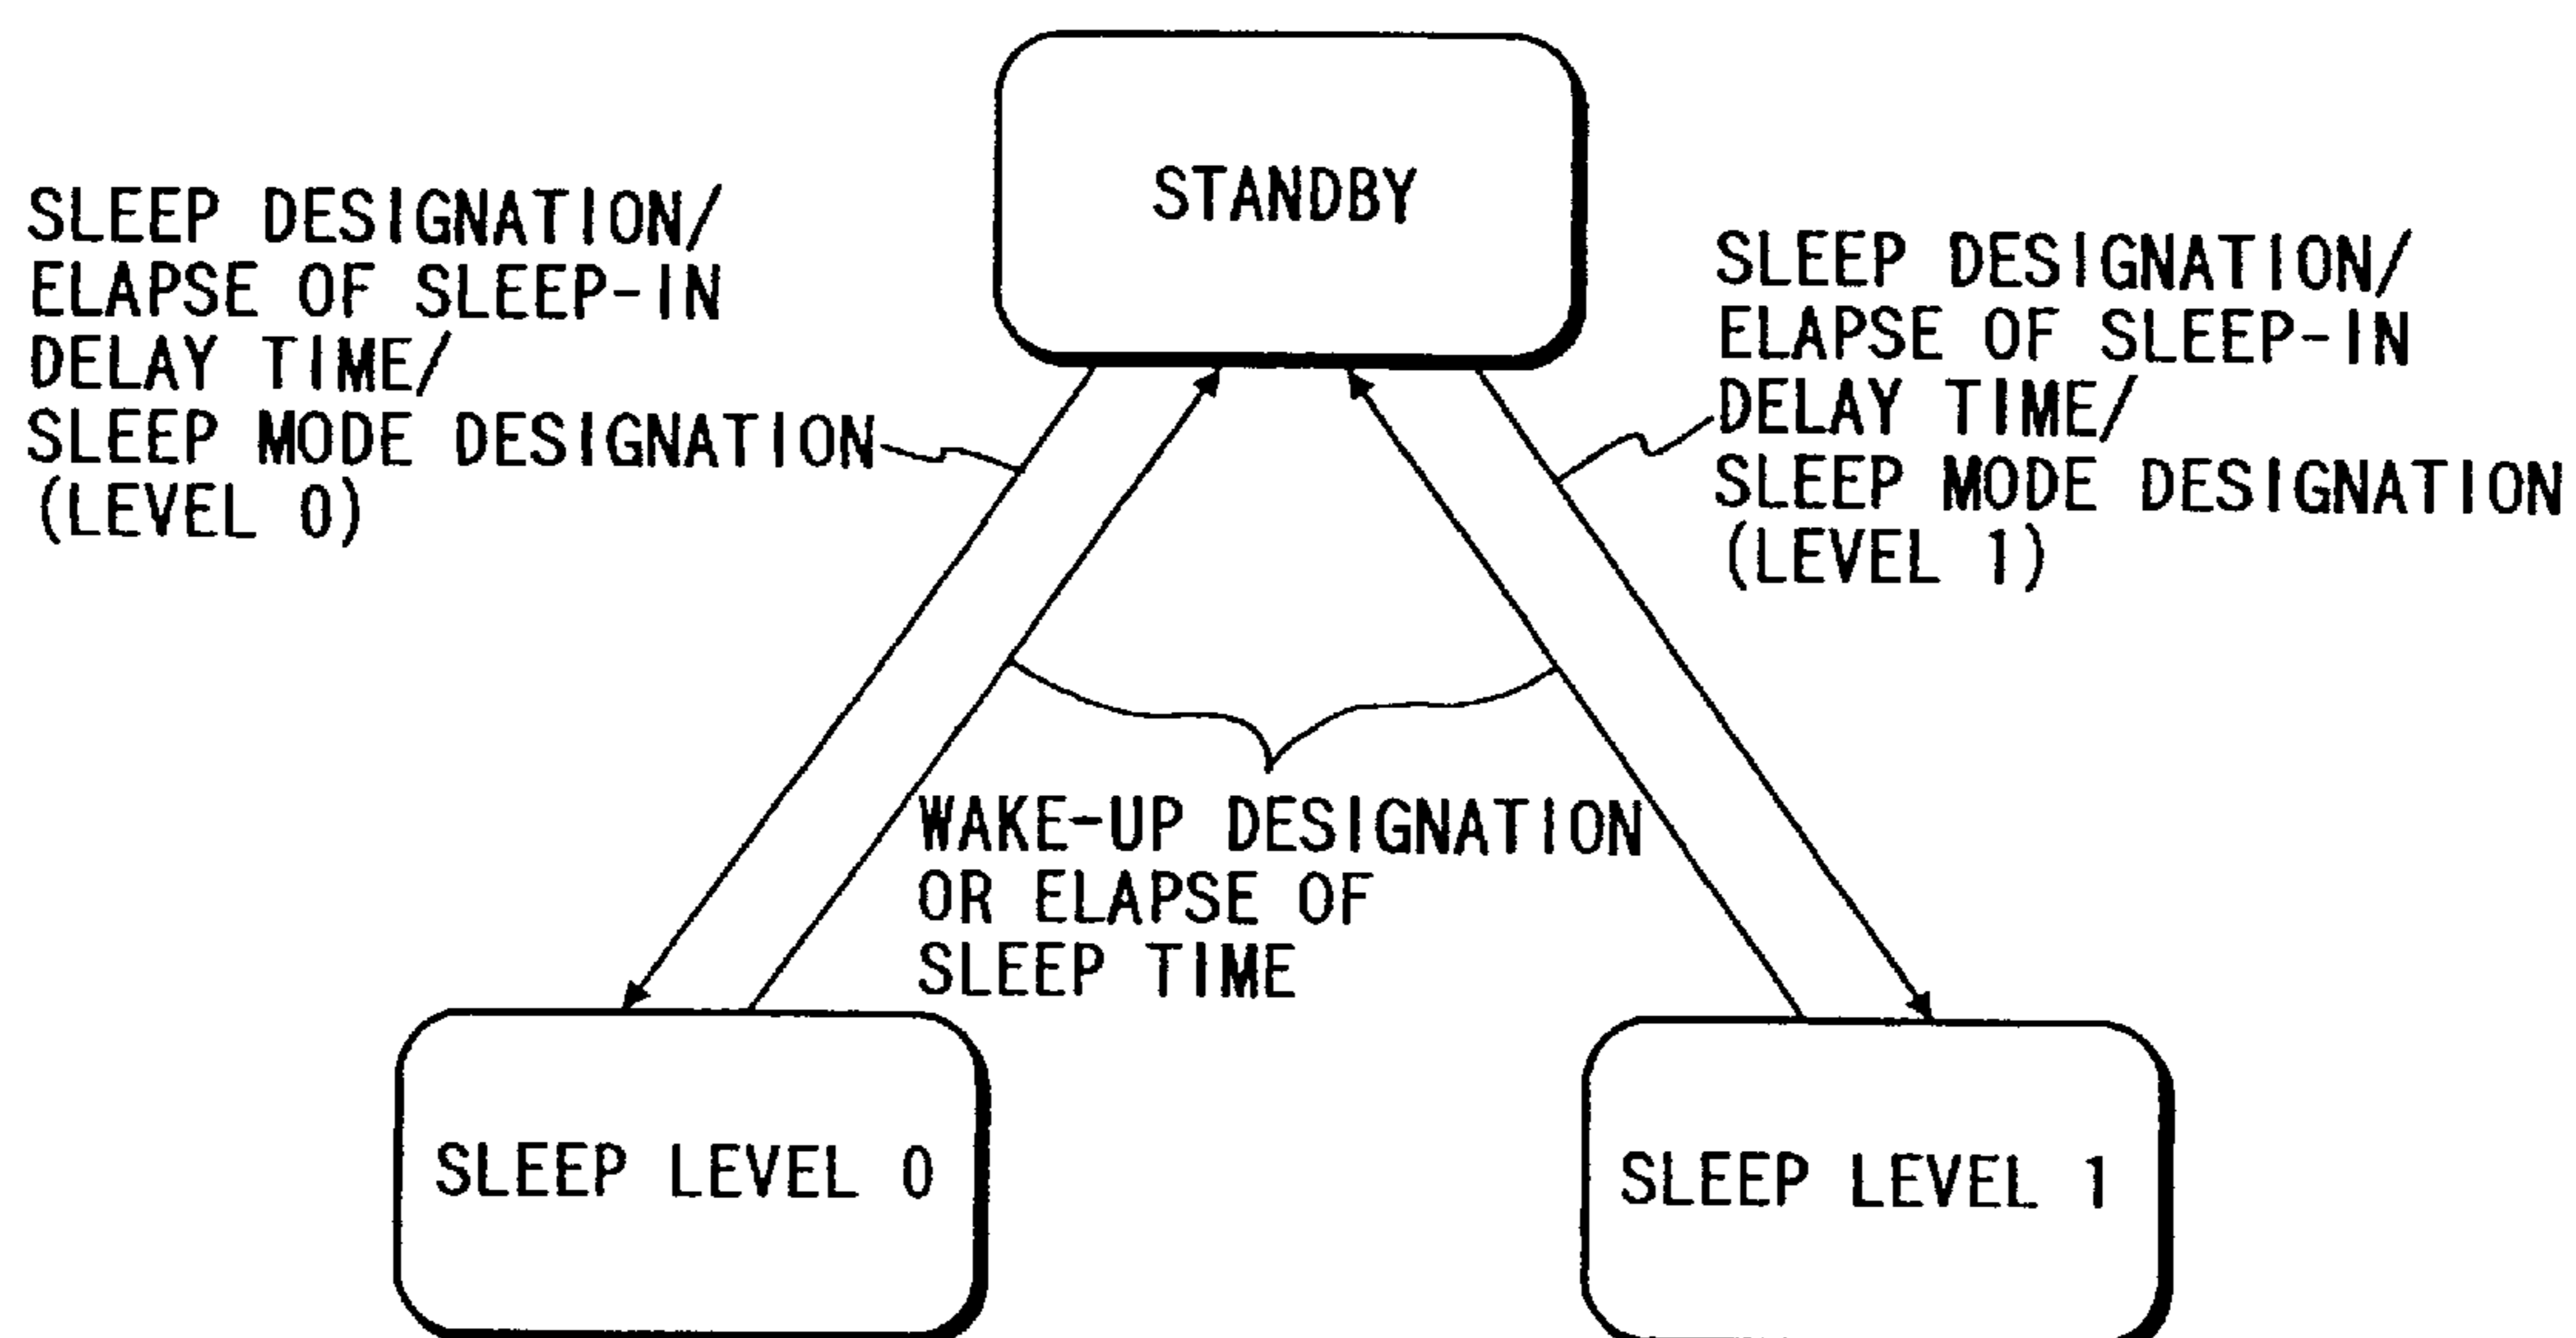 STANDBY
SLEEP DESIGNATION/
ELAPSE OF SLEEP-IN
DELAY TIME/
SLEEP MODE DESIGNATION
(LEVEL 0)
SLEEP DESIGNATION/
ELAPSE OF SLEEP-IN
DELAY TIME/
SLEEP MODE DESIGNATION
(LEVEL 1)
WAKE-UP DESIGNATION
OR ELAPSE OF
SLEEP TIME
SLEEP LEVEL 0
SLEEP LEVEL 1